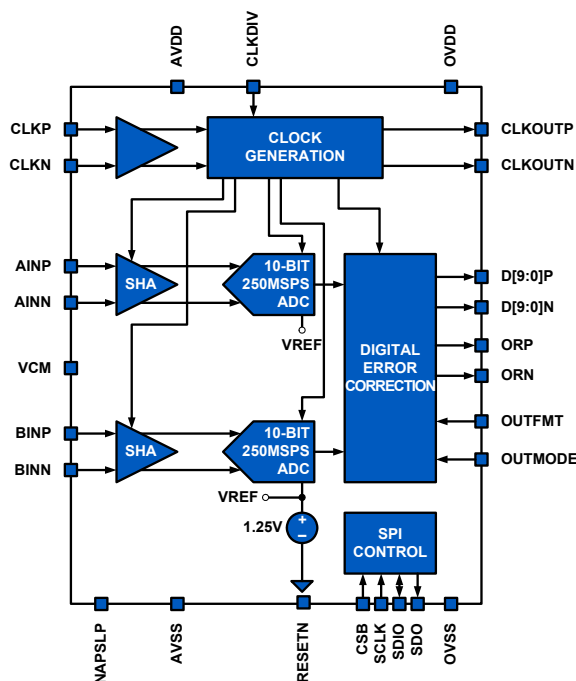 AVDD
CLKDIV
OVDD
CLKP
CLKN
CLOCK
GENERATION
CLKOUTP
CLKOUTN
AINP
AINN
SHA
10-BIT
250MSPS
ADC
VREF
VCM
DIGITAL
ERROR
CORRECTION
D[9:0]P
D[9:0]N
ORP
ORN
OUTFMT
OUTMODE
BINP
BINN
SHA
10-BIT
250MSPS
ADC
VREF
1.25V
+
–
SPI
CONTROL
NAPSLP
AVSS
RESETN
CSB
SCLK
SDIO
SDO
OVSS